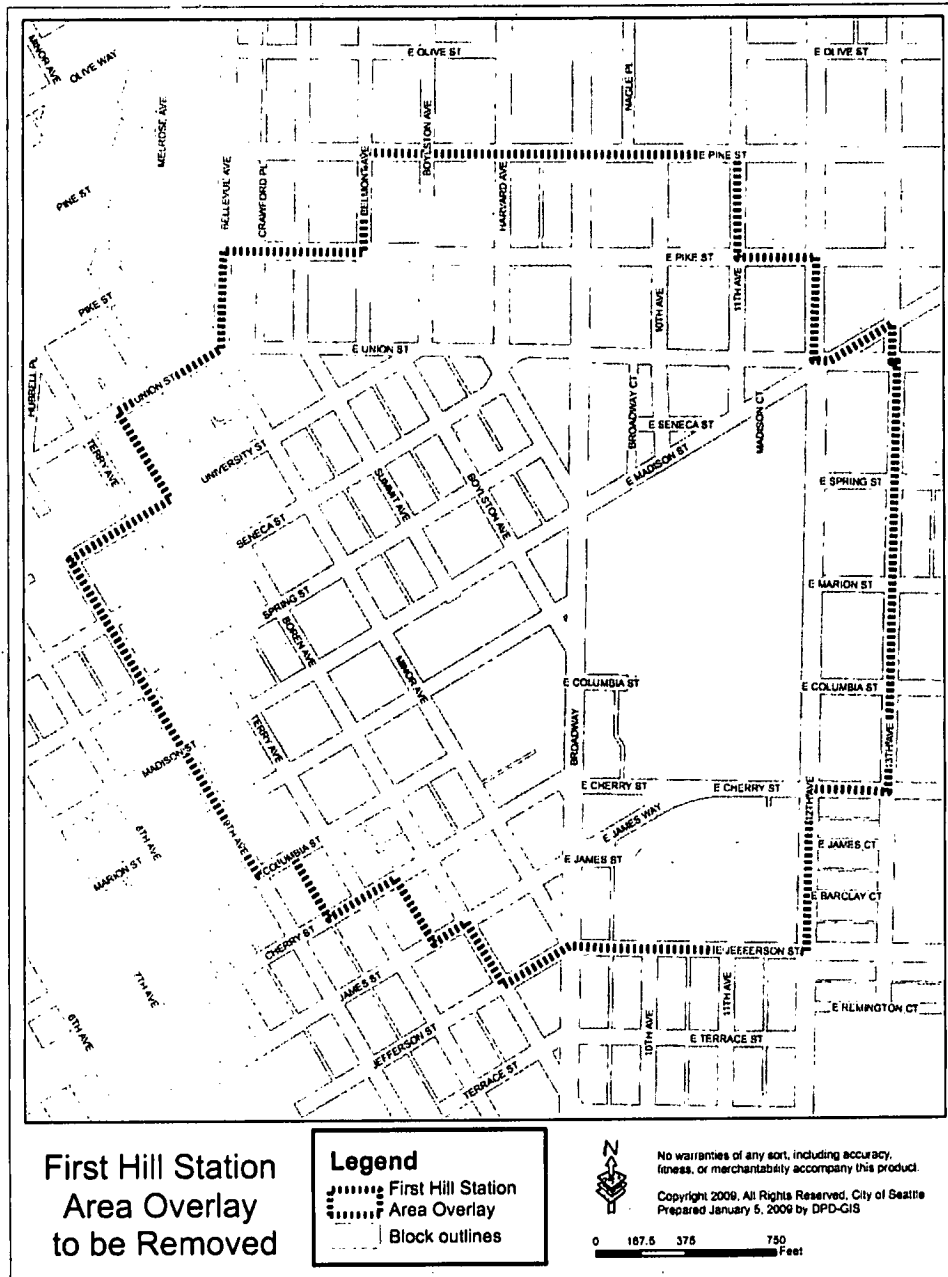 E OLIVE ST
E OLIVE ST
MINOR AVE
OLIVE WAY
NAGLE PL
MELROSE AVE
BOYLSTON AVE
E PINE ST
BELLEVUE AVE
CRAWFORD PL
BELMONT AVE
HARVARD AVE
PINE ST
E PIKE ST
10TH AVE
11TH AVE
PIKE ST
E UNION ST
HUBBELL PL
UNION ST
BROADWAY CT
MADISON CT
E SENECA ST
TERRY AVE
UNIVERSITY ST
E MADISON ST
SUMMIT AVE
BOYLSTON AVE
E SPRING ST
SENECA ST
E MARION ST
SPRING ST
BOREN AVE
MINOR AVE
E COLUMBIA ST
E COLUMBIA ST
TERRY AVE
BROADWAY
13TH AVE
MADISON ST
E CHERRY ST
E CHERRY ST
12TH AVE
8TH AVE
9TH AVE
E JAMES WAY
E JAMES CT
COLUMBIA ST
E JAMES ST
MARION ST
E BARCLAY CT
CHERRY ST
E JEFFERSON ST
JAMES ST
7TH AVE
11TH AVE
E REMINGTON CT
6TH AVE
10TH AVE
JEFFERSON ST
E TERRACE ST
TERRACE ST
First Hill Station
Area Overlay
to be Removed
Legend
First Hill Station
Area Overlay
Block outlines
N
No warranties of any sort, including accuracy,
fitness, or merchantability accompany this product.
Copyright 2009, All Rights Reserved, City of Seattle
Prepared January 5, 2009 by DPD-GIS
0 187.5 375 750
Feet